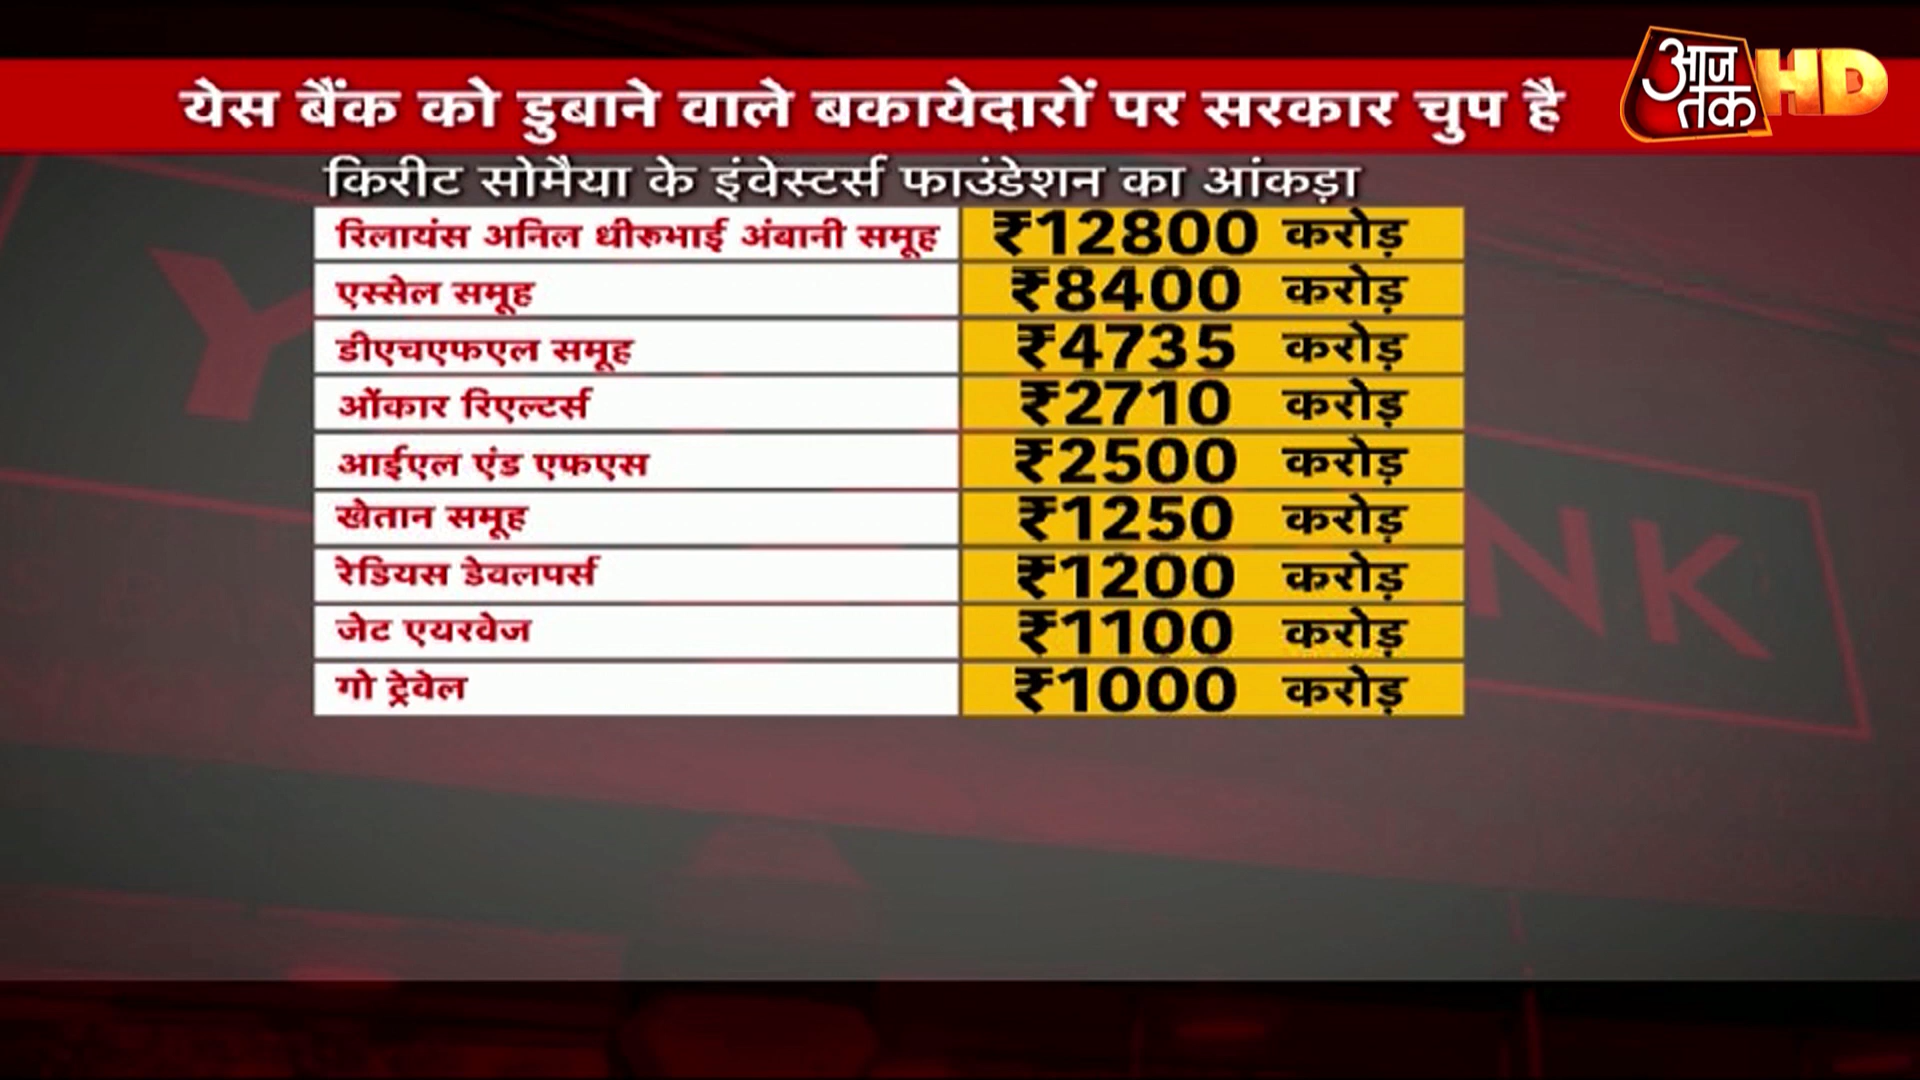 येस बैंक को डुबाने वाले बकायेदारों पर सरकार चुप है
आज तक HD
किरीट सोमैया के इंवेस्टर्स फाउंडेशन का आंकड़ा
रिलायंस अनिल धीरूभाई अंबानी समूह ₹12800 करोड़
एस्सेल समूह ₹8400 करोड़
डीएचएफएल समूह ₹4735 करोड़
ओंकार रिएल्टर्स ₹2710 करोड़
आईएल एंड एफएस ₹2500 करोड़
खेतान समूह ₹1250 करोड़
रेडियस डेवलपर्स ₹1200 करोड़
जेट एयरवेज ₹1100 करोड़
गो ट्रेवेल ₹1000 करोड़
Y
NK